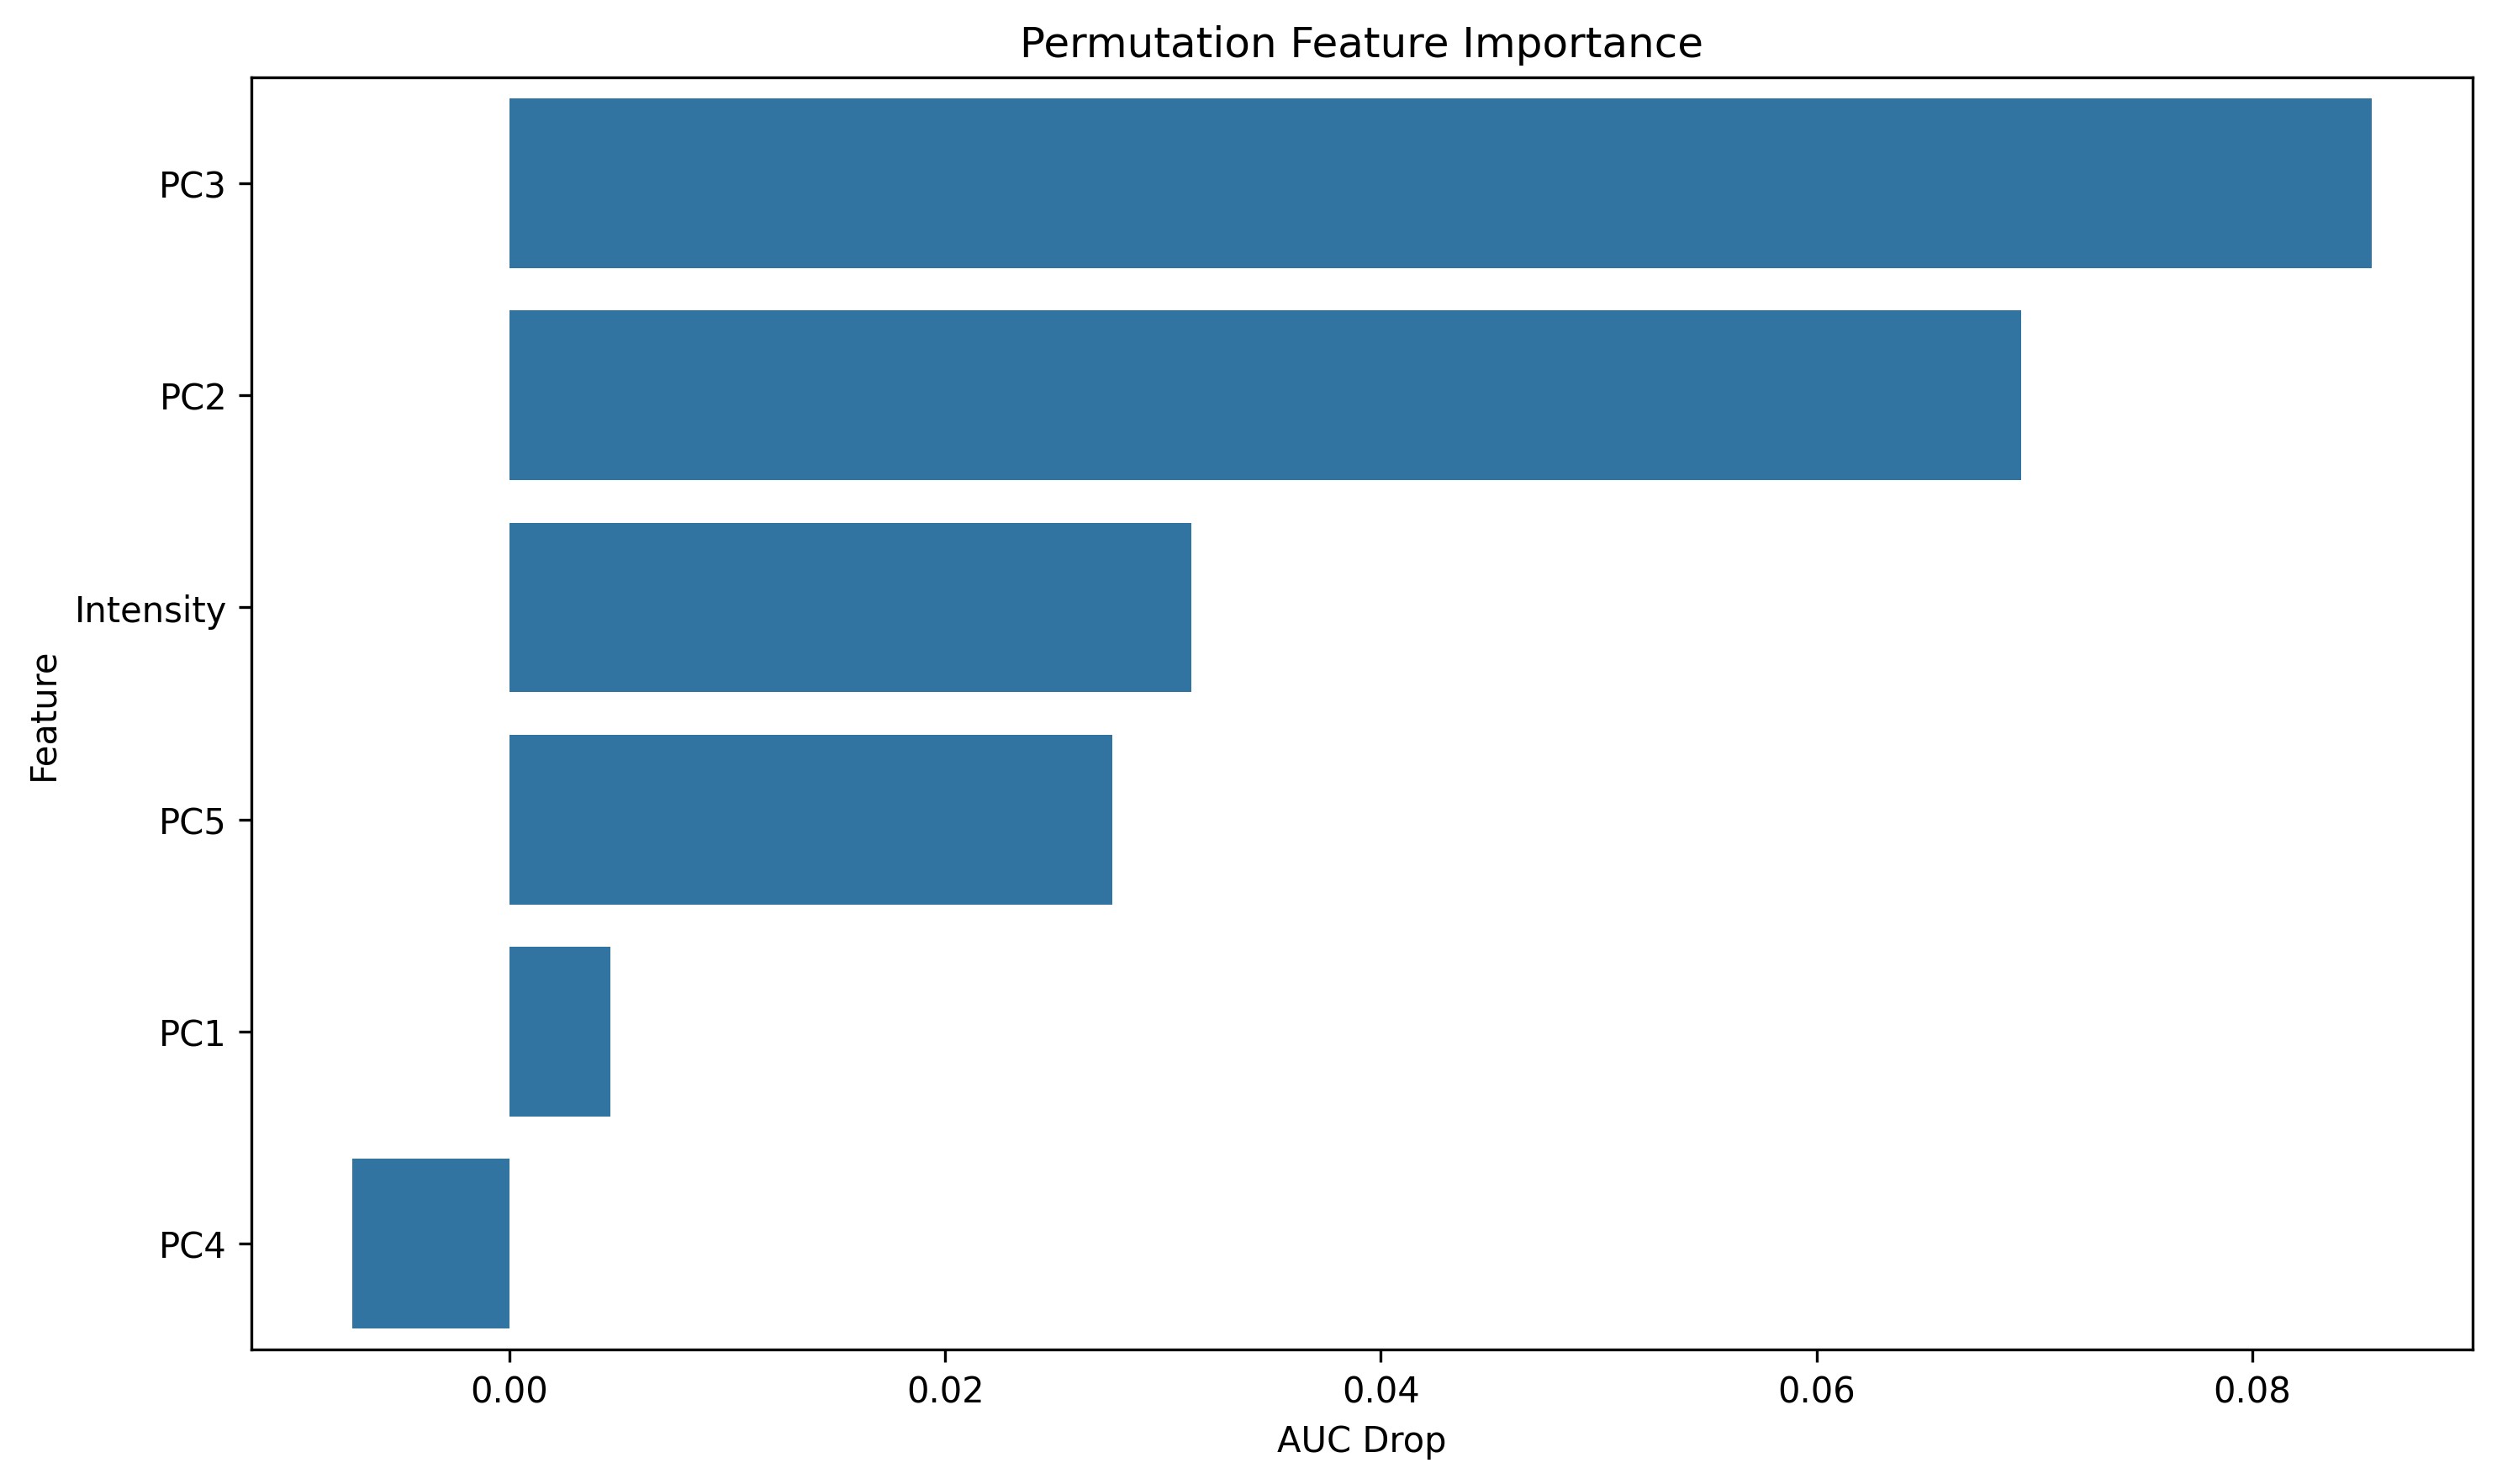 Permutation Feature Importance
PC3
PC2
Intensity
PC5
PC1
PC4
Feature
0.00 0.02 0.04 0.06 0.08
AUC Drop